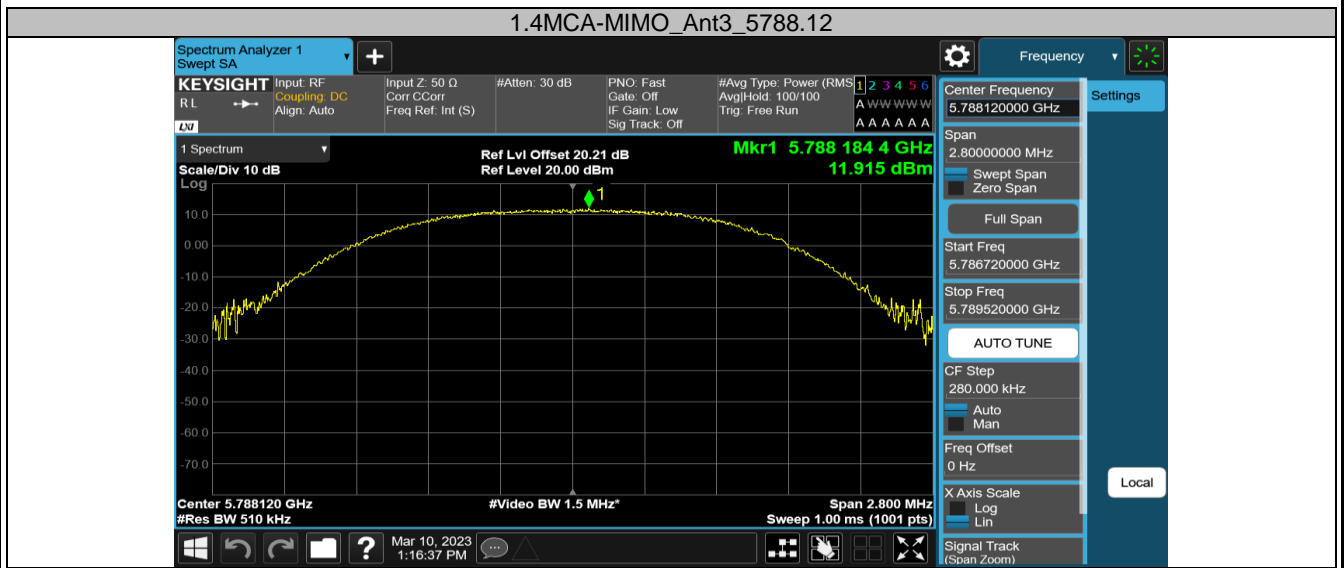 1.4MCA-MIMO_Ant3_5788.12
Spectrum Analyzer 1
Swept SA
+
Frequency
KEYSIGHT
R L
LXI
Input: RF
Coupling: DC
Align: Auto
Input Z: 50 Ω
Corr CCorr
Freq Ref: Int (S)
#Atten: 30 dB
PNO: Fast
Gate: Off
IF Gain: Low
Sig Track: Off
#Avg Type: Power (RMS
Avg|Hold: 100/100
Trig: Free Run
1 2 3 4 5 6
A W W W W W
A A A A A A
1 Spectrum
Scale/Div 10 dB
Log
Ref Lvl Offset 20.21 dB
Ref Level 20.00 dBm
Mkr1 5.788 184 4 GHz
11.915 dBm
1
10.0
0.00
-10.0
-20.0
-30.0
-40.0
-50.0
-60.0
-70.0
Center 5.788120 GHz
#Res BW 510 kHz
#Video BW 1.5 MHz*
Span 2.800 MHz
Sweep 1.00 ms (1001 pts)
Center Frequency
5.788120000 GHz
Span
2.80000000 MHz
Swept Span
Zero Span
Full Span
Start Freq
5.786720000 GHz
Stop Freq
5.789520000 GHz
AUTO TUNE
CF Step
280.000 kHz
Auto
Man
Freq Offset
0 Hz
X Axis Scale
Log
Lin
Signal Track
(Span Zoom)
Settings
Local
?
Mar 10, 2023
1:16:37 PM